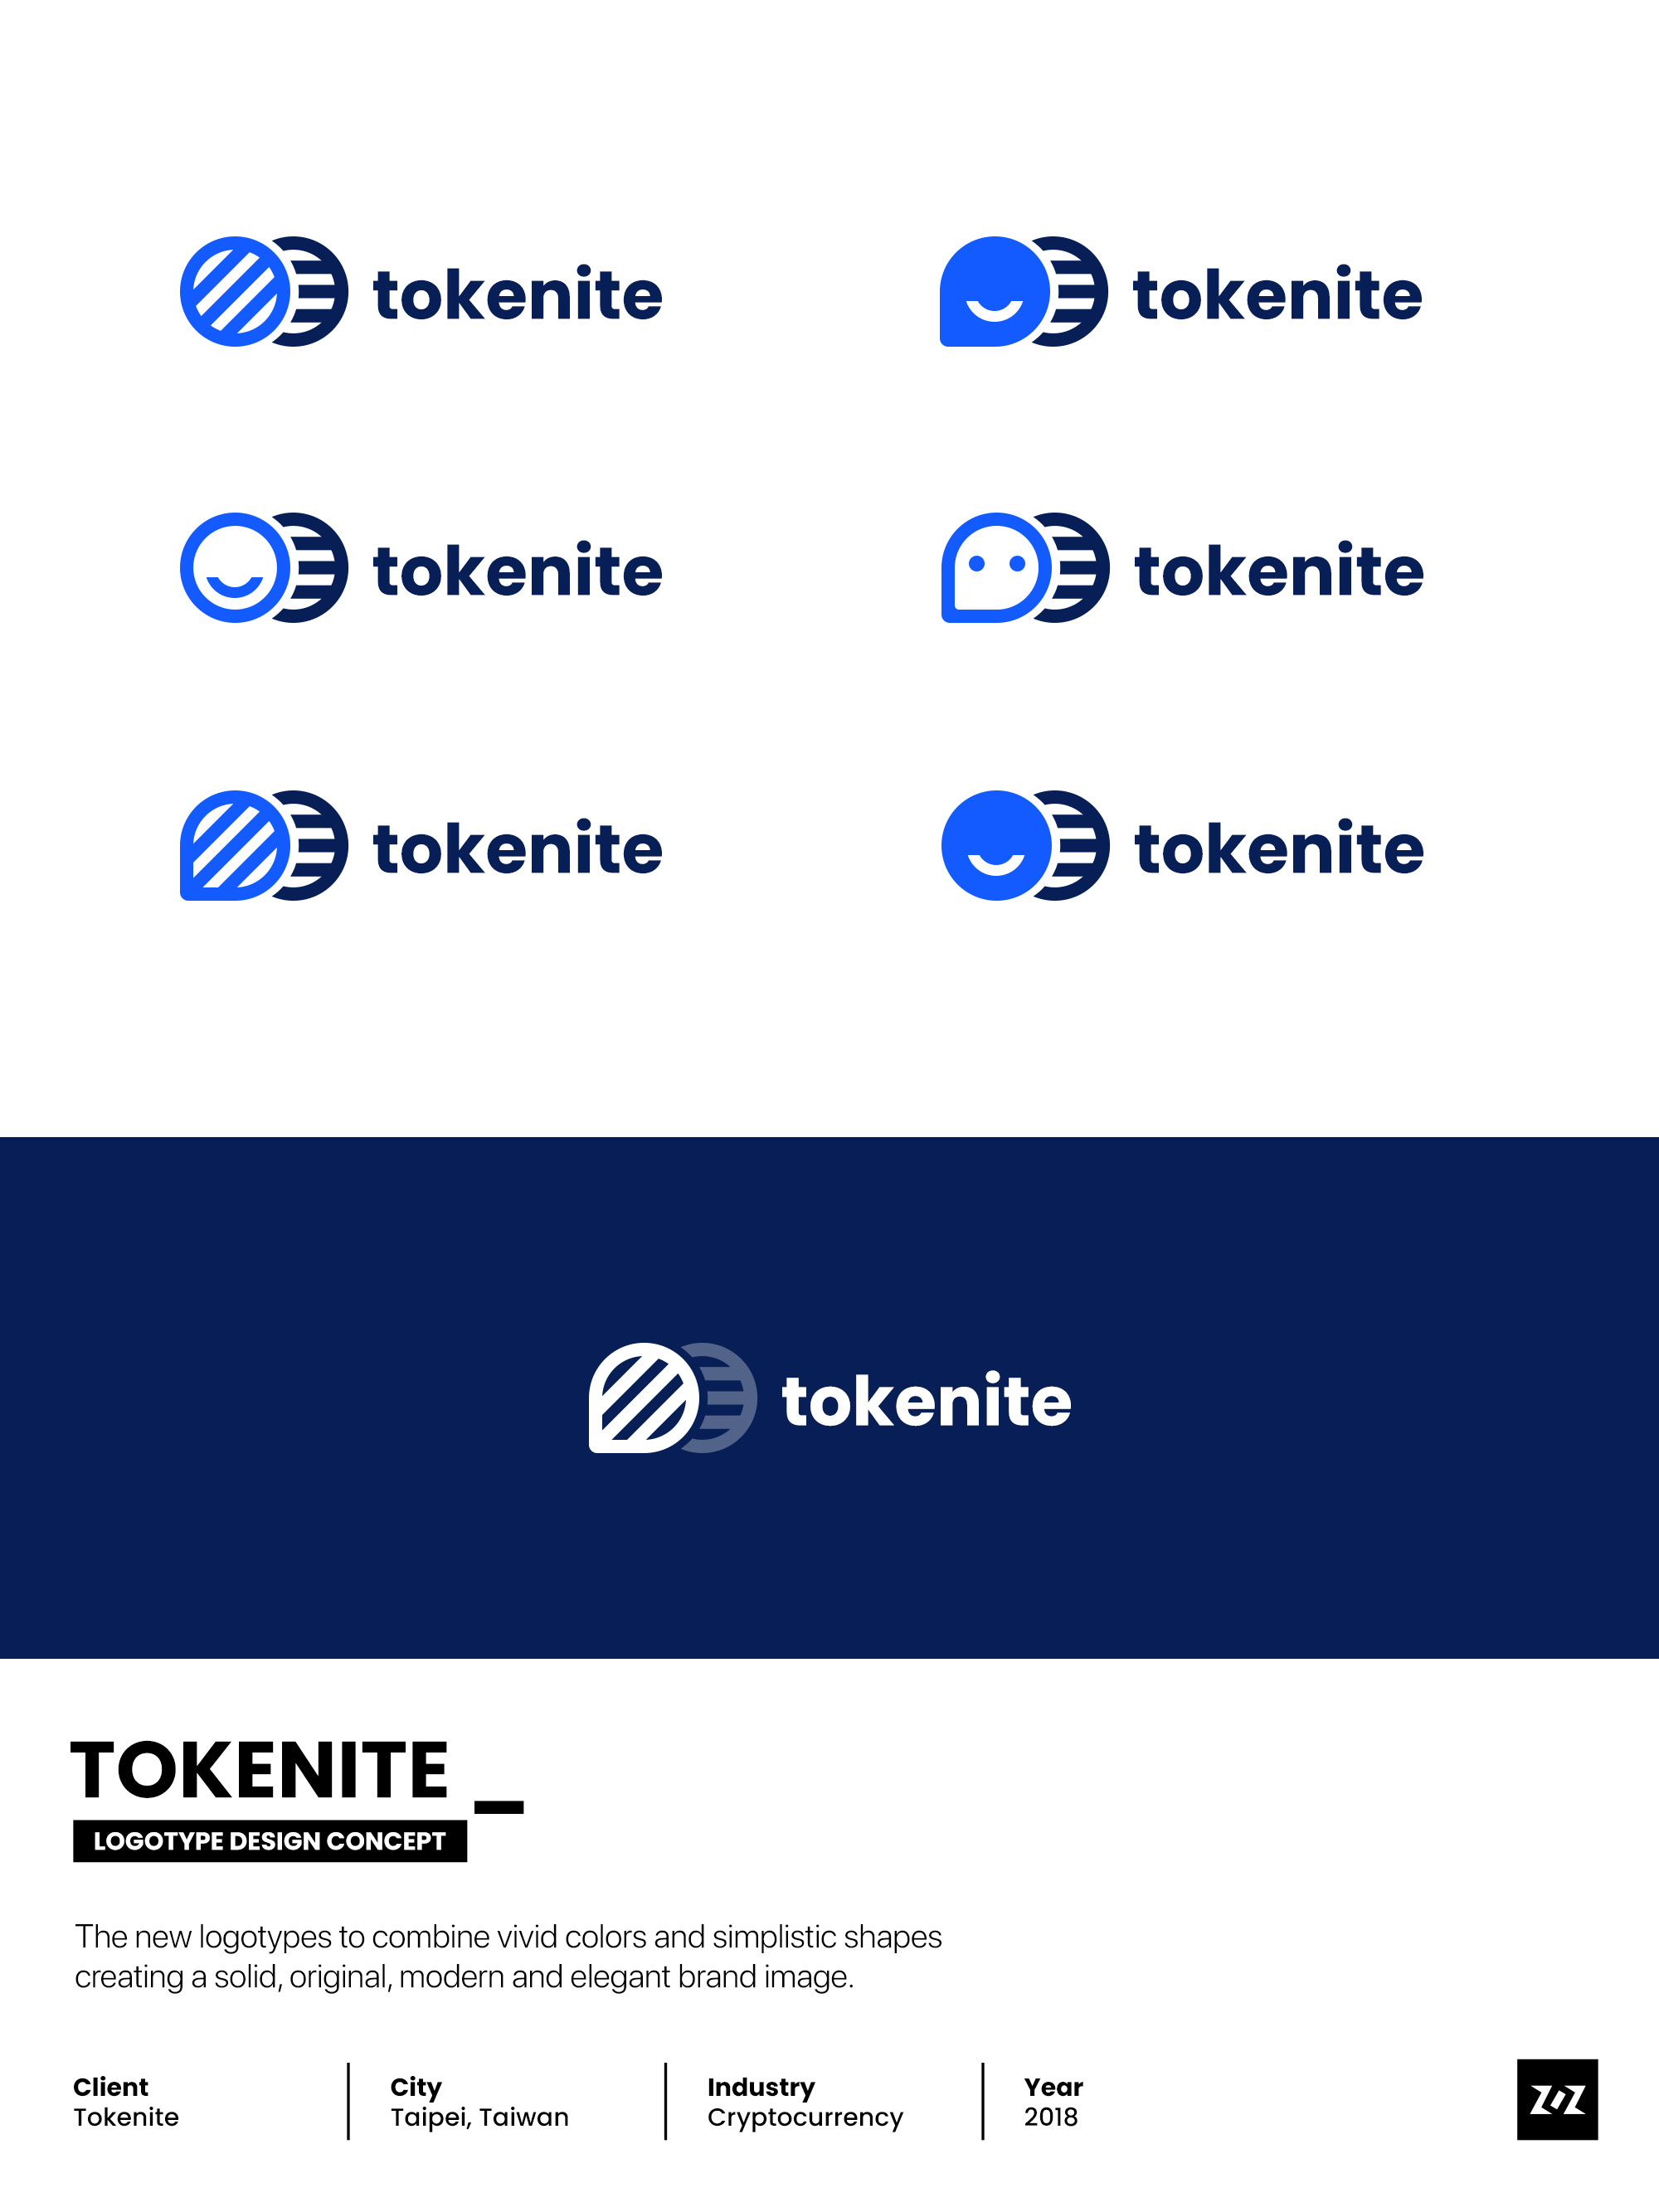 tokenite
tokenite
tokenite
tokenite
tokenite
tokenite
tokenite
TOKENITE _
LOGOTYPE DESIGN CONCEPT
The new logotypes to combine vivid colors and simplistic shapes
creating a solid, original, modern and elegant brand image.
Client
Tokenite
City
Taipei, Taiwan
Industry
Cryptocurrency
Year
2018